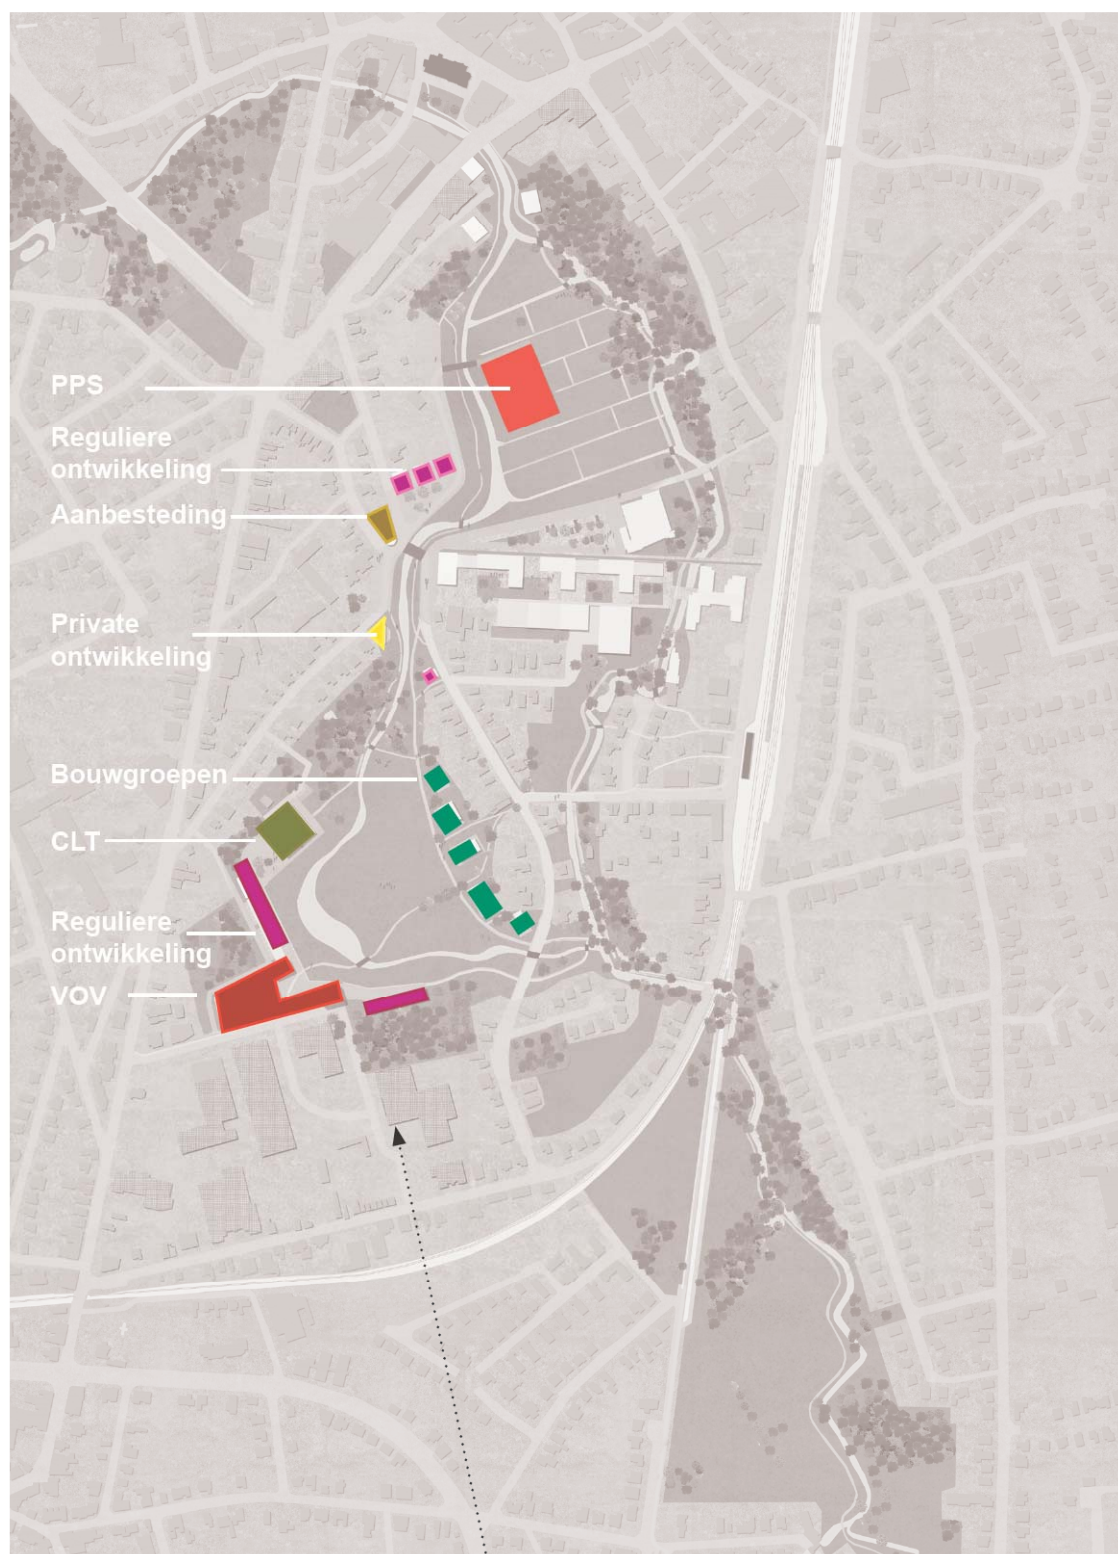 PPS
Reguliere
ontwikkeling
Aanbesteding
Private
ontwikkeling
Bouwgroepen
CLT
Reguliere
ontwikkeling
VOV